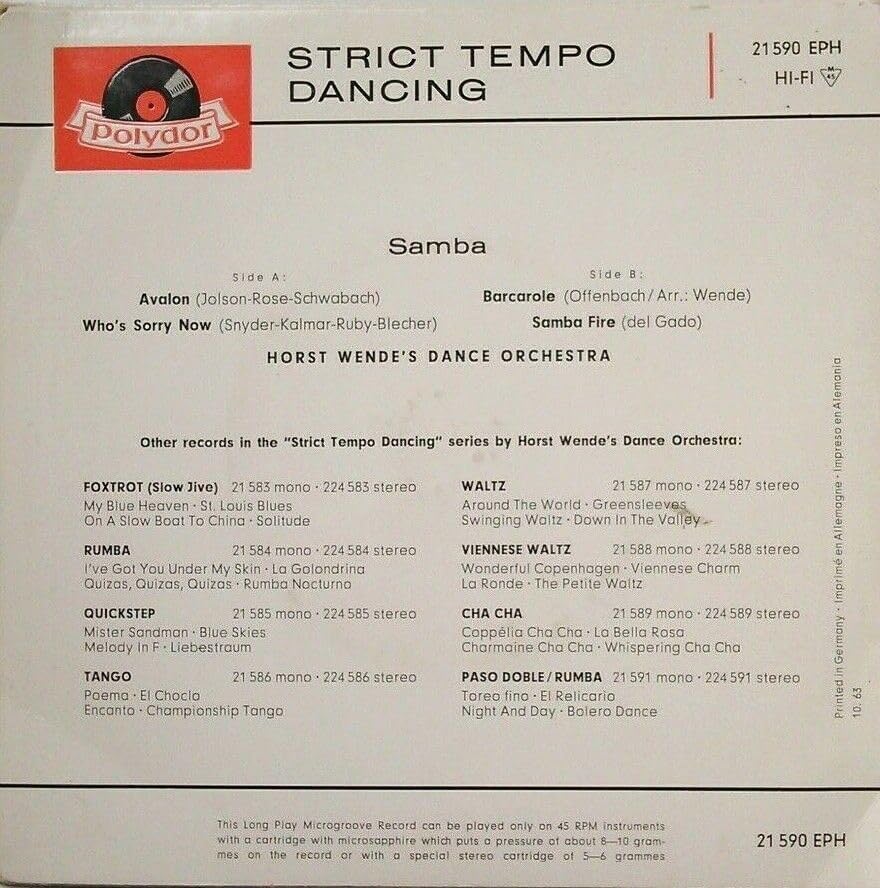 STRICT TEMPO
DANCING
21 590 EPH
HI-FI M 45
polydor
Samba
Side A:
Avalon (Jolson-Rose-Schwabach)
Who's Sorry Now (Snyder-Kalmar-Ruby-Blecher)
Side B:
Barcarole (Offenbach/Arr.: Wende)
Samba Fire (del Gado)
HORST WENDE'S DANCE ORCHESTRA
Other records in the "Strict Tempo Dancing" series by Horst Wende's Dance Orchestra:
FOXTROT (Slow Jive) 21 583 mono · 224 583 stereo
My Blue Heaven · St. Louis Blues
On A Slow Boat To China · Solitude
RUMBA 21 584 mono · 224 584 stereo
I've Got You Under My Skin · La Golondrina
Quizas, Quizas, Quizas · Rumba Nocturno
QUICKSTEP 21 585 mono · 224 585 stereo
Mister Sandman · Blue Skies
Melody In F · Liebestraum
TANGO 21 586 mono · 224 586 stereo
Poema · El Choclo
Encanto · Championship Tango
WALTZ 21 587 mono · 224 587 stereo
Around The World · Greensleeves
Swinging Waltz · Down In The Valley
VIENNESE WALTZ 21 588 mono · 224 588 stereo
Wonderful Copenhagen · Viennese Charm
La Ronde · The Petite Waltz
CHA CHA 21 589 mono · 224 589 stereo
Coppélia Cha Cha · La Bella Rosa
Charmaine Cha Cha · Whispering Cha Cha
PASO DOBLE/RUMBA 21 591 mono · 224 591 stereo
Toreo fino · El Relicario
Night And Day · Bolero Dance
Printed in Germany · Imprimé en Allemagne · Impreso en Alemania
10. 63
This Long Play Microgroove Record can be played only on 45 RPM instruments
with a cartridge with microsapphire which puts a pressure of about 8—10 gram-
mes on the record or with a special stereo cartridge of 5—6 grammes
21 590 EPH